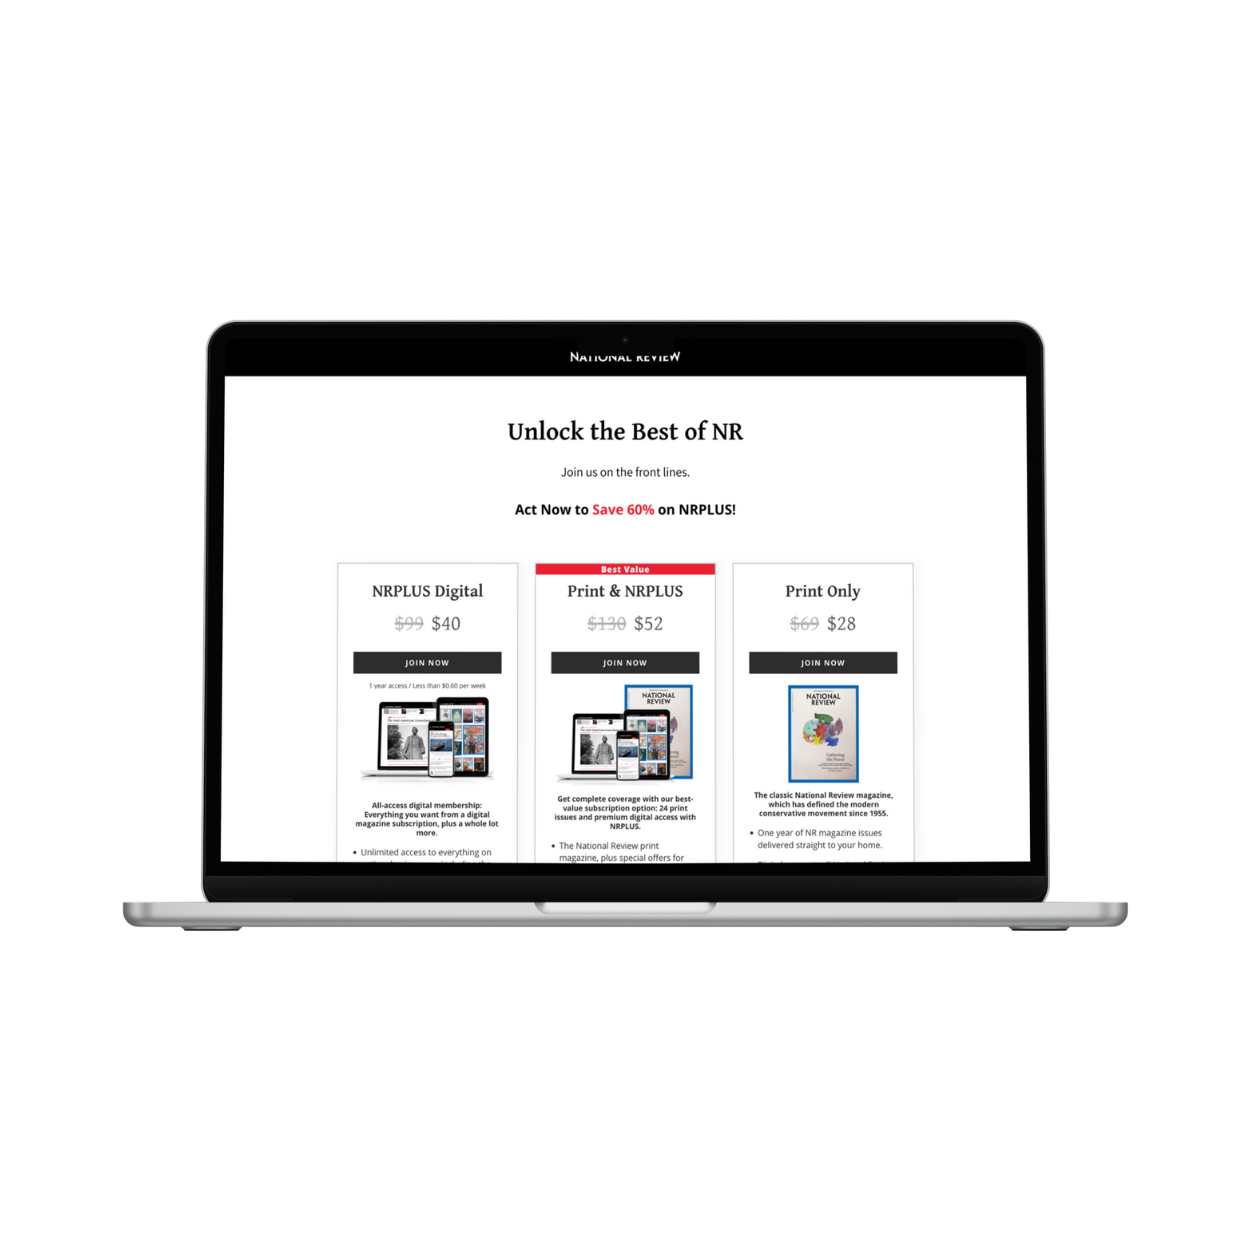 NATIONAL REVIEW
Unlock the Best of NR
Join us on the front lines.
Act Now to Save 60% on NRPLUS!
NRPLUS Digital
$99 $40
JOIN NOW
1 year access / Less than $0.60 per week
All-access digital membership:
Everything you want from a digital
magazine subscription, plus a whole lot
more.
• Unlimited access to everything on
Best Value
Print & NRPLUS
$130 $52
JOIN NOW
NATIONAL
REVIEW
Get complete coverage with our best-
value subscription option: 24 print
issues and premium digital access with
NRPLUS.
• The National Review print
magazine, plus special offers for
Print Only
$69 $28
JOIN NOW
NATIONAL
REVIEW
Gathering
The classic National Review magazine,
which has defined the modern
conservative movement since 1955.
• One year of NR magazine issues
delivered straight to your home.